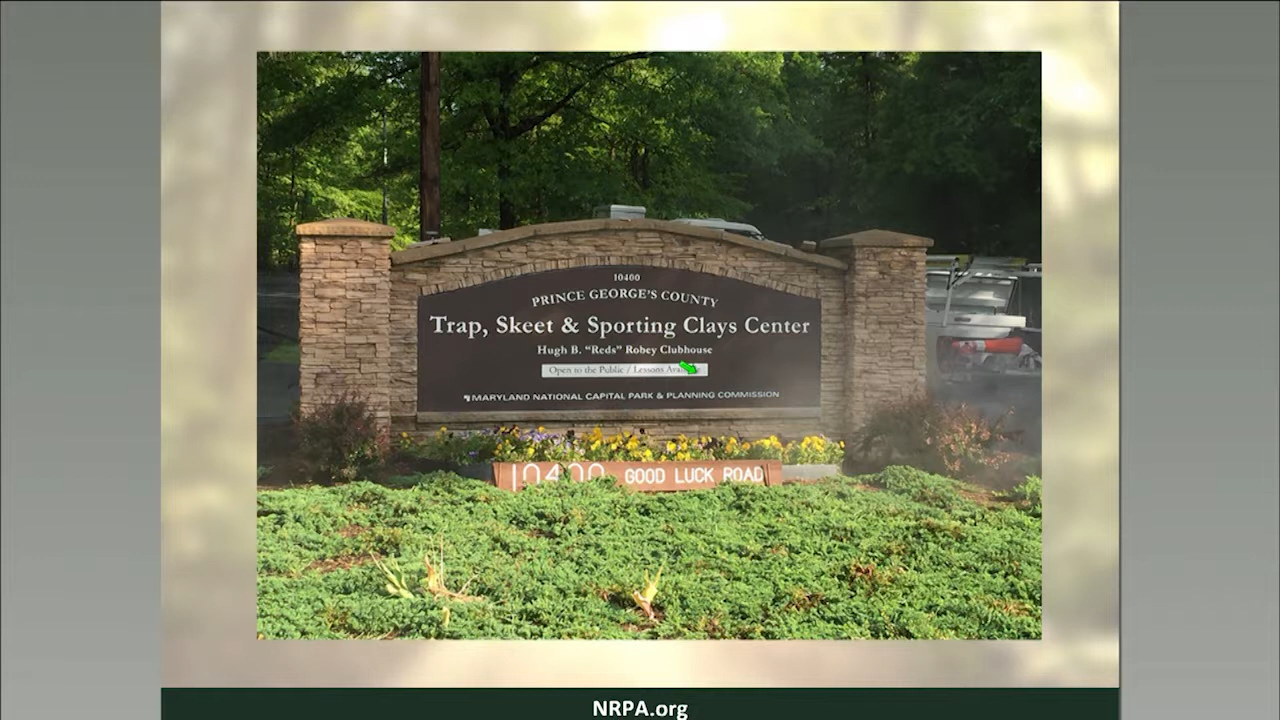 10400
PRINCE GEORGE'S COUNTY
Trap, Skeet & Sporting Clays Center
Hugh B. "Reds" Robey Clubhouse
Open to the Public / Lessons
MARYLAND NATIONAL CAPITAL PARK & PLANNING COMMISSION
10400 GOOD LUCK ROAD
NRPA.org